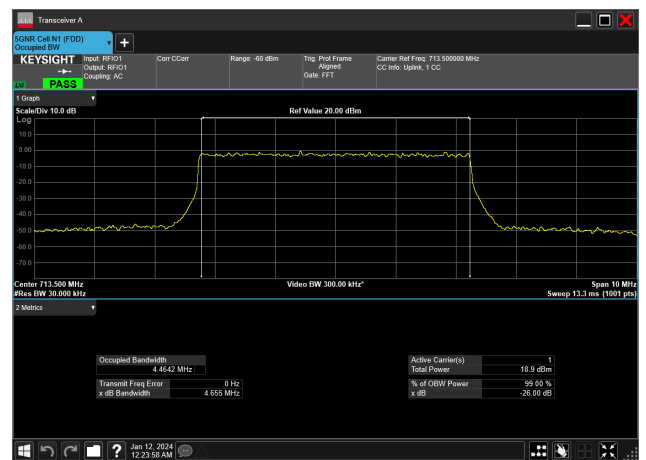 Transceiver A
5GNR Cell N1 (FDD)
Occupied BW
KEYSIGHT
LXI
PASS
Input: RFIO1
Output: RFIO1
Coupling: AC
Corr CCorr
Range: -60 dBm
Trig: Prot Frame
Aligned
Gate: FFT
Carrier Ref Freq: 713.500000 MHz
CC Info: Uplink, 1 CC
1 Graph
Scale/Div 10.0 dB
Ref Value 20.00 dBm
Log
10.0
0.00
-10.0
-20.0
-30.0
-40.0
-50.0
-60.0
-70.0
Center 713.500 MHz
Video BW 300.00 kHz*
Span 10 MHz
#Res BW 30.000 kHz
Sweep 13.3 ms (1001 pts)
2 Metrics
Occupied Bandwidth
4.4642 MHz
Active Carrier(s) 1
Total Power 18.9 dBm
Transmit Freq Error 0 Hz
x dB Bandwidth 4.655 MHz
% of OBW Power 99.00 %
x dB -26.00 dB
Jan 12, 2024
12:23:58 AM